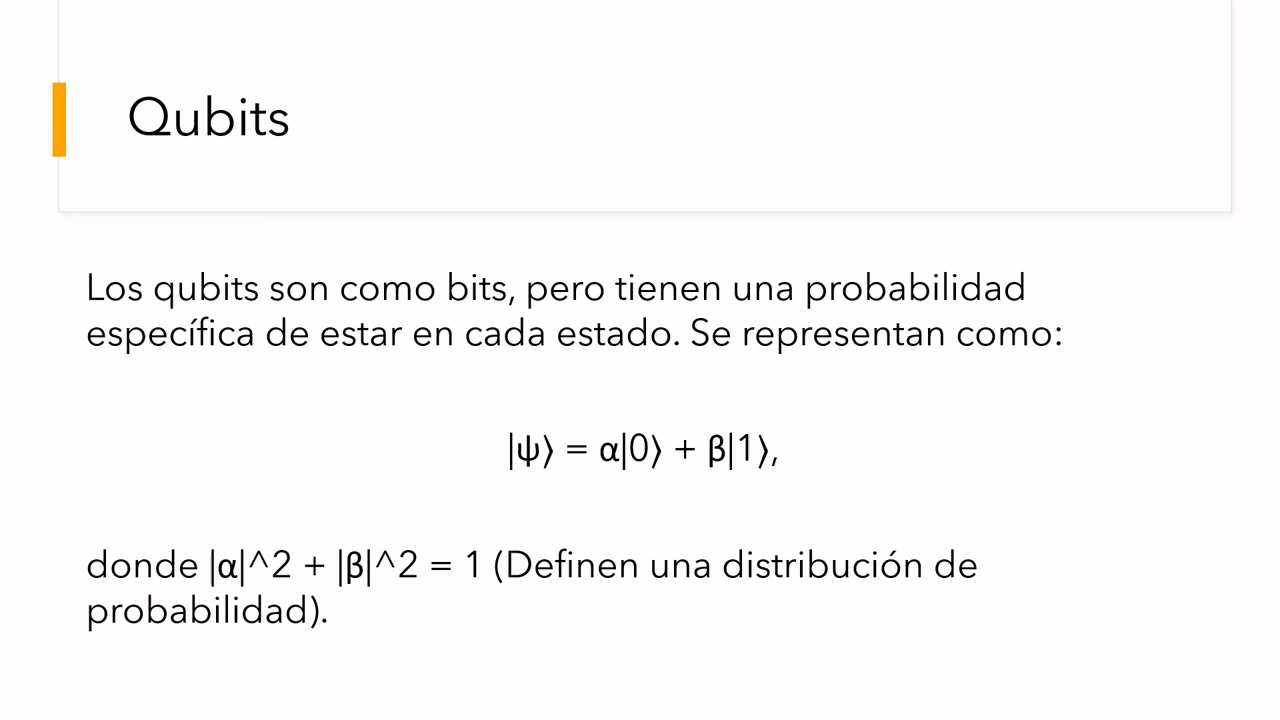 Qubits
Los qubits son como bits, pero tienen una probabilidad
específica de estar en cada estado. Se representan como:
|ψ⟩ = α|0⟩ + β|1⟩,
donde |α|^2 + |β|^2 = 1 (Definen una distribución de
probabilidad).